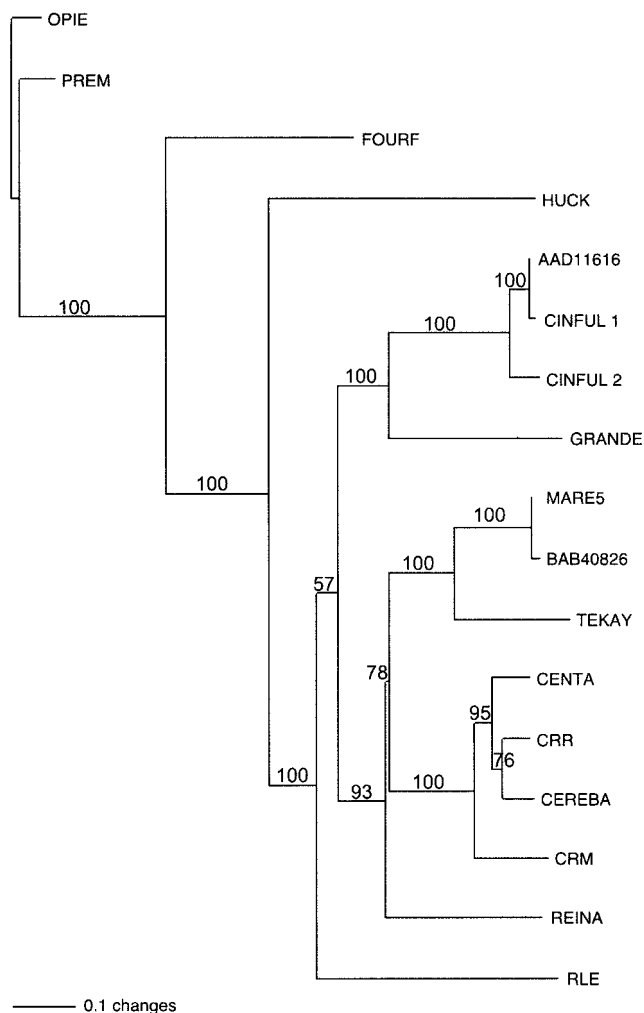 OPIE
PREM
FOURF
HUCK
AAD11616
100
CINFUL 1
100
100
CINFUL 2
100
GRANDE
100
MARE5
100
BAB40826
100
57
TEKAY
78
CENTA
95
CRR
76
100
93
100
CEREBA
CRM
REINA
RLE
0.1 changes